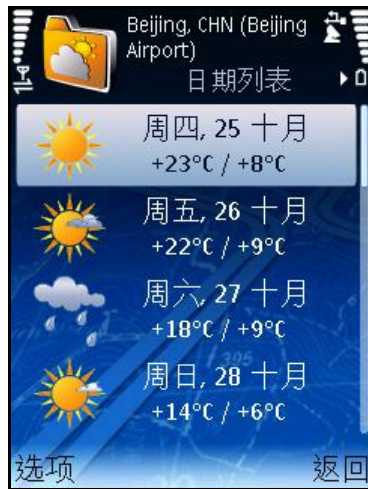 Beijing, CHN (Beijing
Airport)
日期列表
周四, 25 十月
+23°C / +8°C
周五, 26 十月
+22°C / +9°C
周六, 27 十月
+18°C / +9°C
周日, 28 十月
+14°C / +6°C
选项
返回